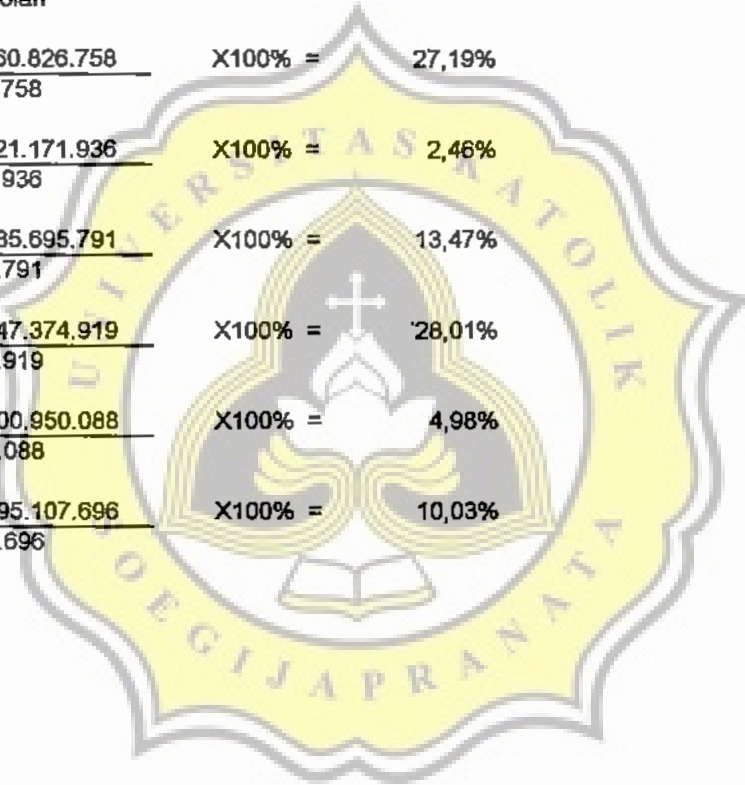 60.826.758 X100% = 27,19%
758
21.171.936 X100% = 2,46%
936
35.695.791 X100% = 13,47%
.791
47.374.919 X100% = 28,01%
.919
00.950.088 X100% = 4,98%
.088
95.107.696 X100% = 10,03%
.696
UNIVERSITAS KATOLIK
SOEGIJAPRANATA